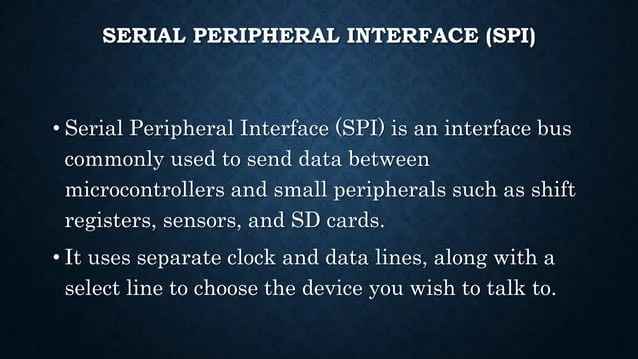 SERIAL PERIPHERAL INTERFACE (SPI)
• Serial Peripheral Interface (SPI) is an interface bus
commonly used to send data between
microcontrollers and small peripherals such as shift
registers, sensors, and SD cards.
• It uses separate clock and data lines, along with a
select line to choose the device you wish to talk to.